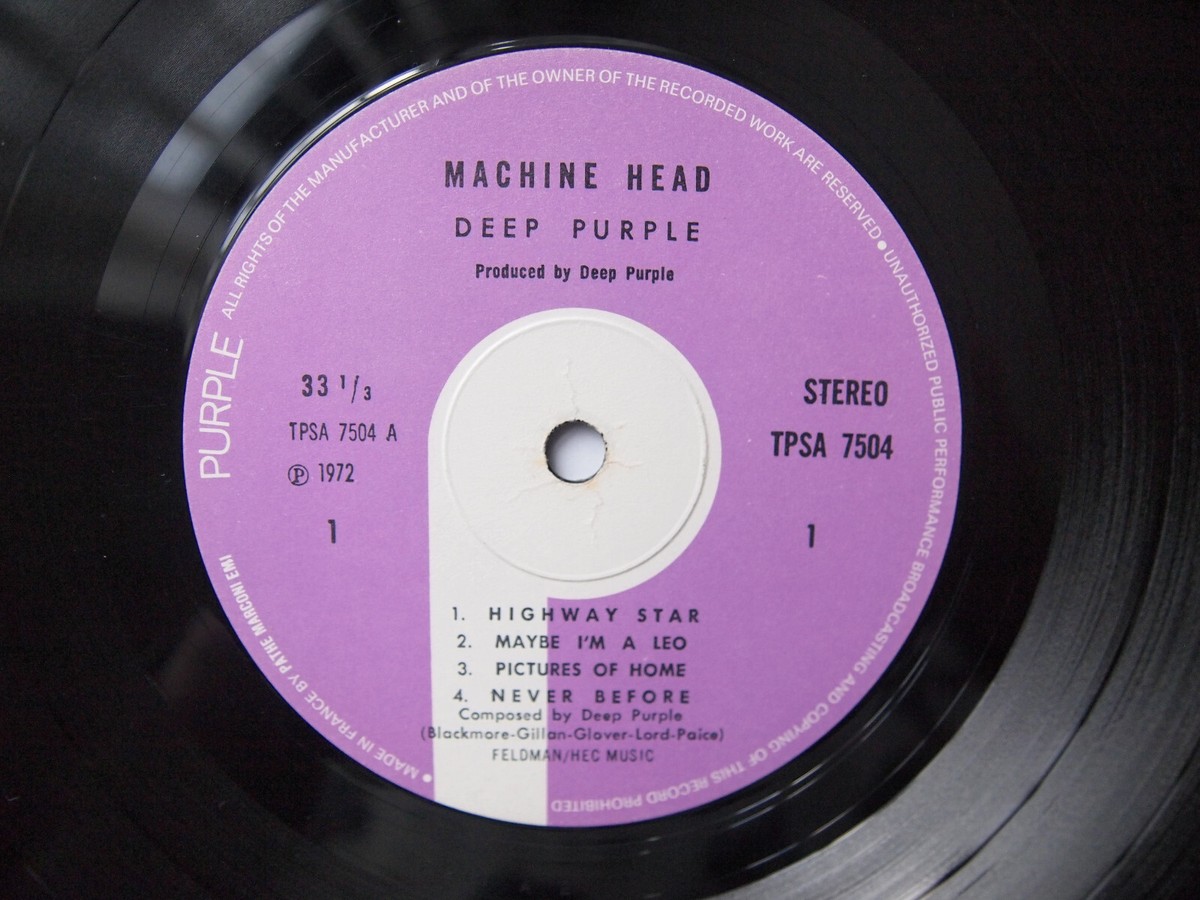 MACHINE HEAD
DEEP PURPLE
Produced by Deep Purple
33 1/3
TPSA 7504 A
℗ 1972
1
STEREO
TPSA 7504
1
1. HIGHWAY STAR
2. MAYBE I'M A LEO
3. PICTURES OF HOME
4. NEVER BEFORE
Composed by Deep Purple
(Blackmore-Gillan-Glover-Lord-Paice)
FELDMAN/HEC MUSIC
PURPLE
ALL RIGHTS OF THE MANUFACTURER AND OF THE OWNER OF THE RECORDED WORK ARE RESERVED ● UNAUTHORIZED PUBLIC PERFORMANCE BROADCASTING AND COPYING OF THIS RECORD PROHIBITED
● MADE IN FRANCE BY PATHE MARCONI EMI